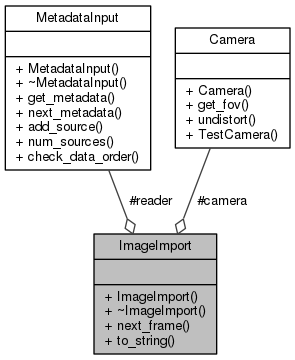 MetadataInput
+ MetadataInput()
+ ~MetadataInput()
+ get_metadata()
+ next_metadata()
+ add_source()
+ num_sources()
+ check_data_order()
Camera
+ Camera()
+ get_fov()
+ undistort()
+ TestCamera()
#reader
#camera
ImageImport
+ ImageImport()
+ ~ImageImport()
+ next_frame()
+ to_string()